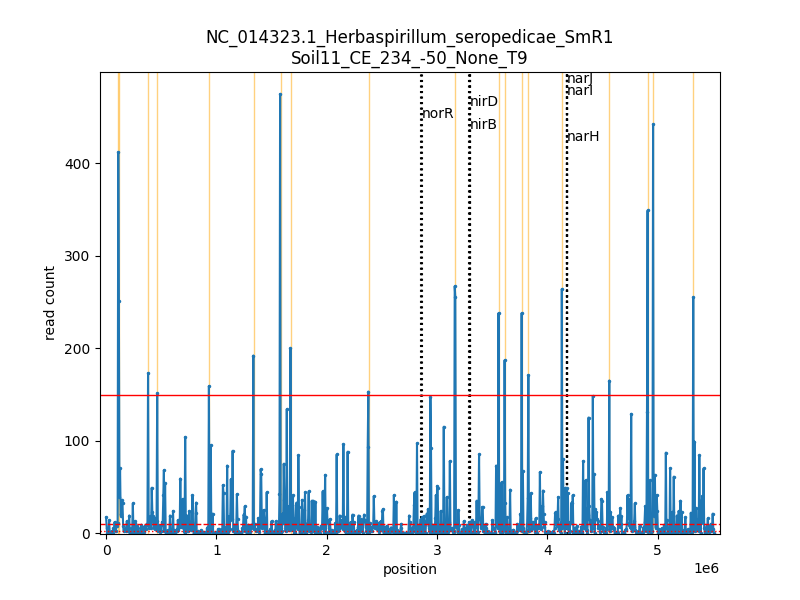 NC_014323.1_Herbaspirillum_seropedicae_SmR1
Soil11_CE_234_-50_None_T9
narJ
narI
nirD
norR
nirB
narH
400
300
200
100
0
read count
0
1
2
3
4
5
1e6
position